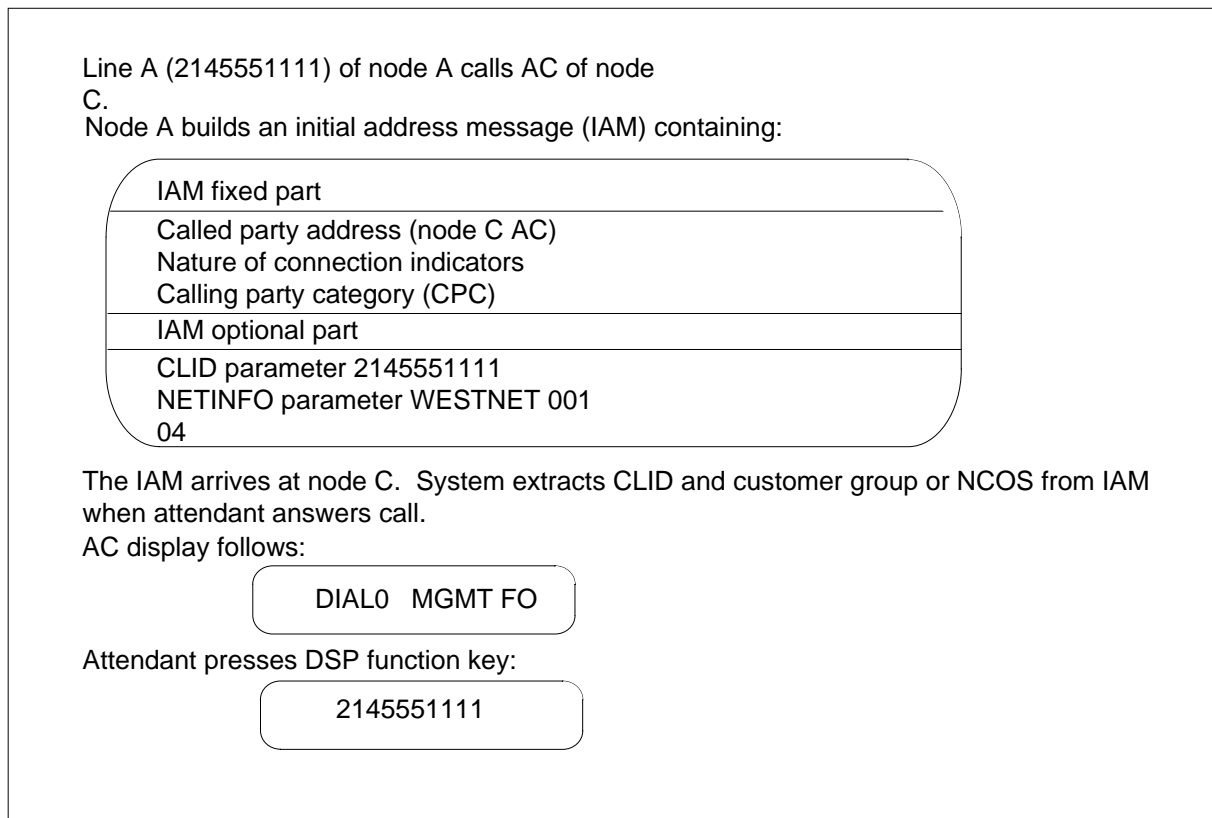 Line A (2145551111) of node A calls AC of node
C.
Node A builds an initial address message (IAM) containing:
IAM fixed part
Called party address (node C AC)
Nature of connection indicators
Calling party category (CPC)
IAM optional part
CLID parameter 2145551111
NETINFO parameter WESTNET 001
04
The IAM arrives at node C.  System extracts CLID and customer group or NCOS from IAM
when attendant answers call.
AC display follows:
DIAL0   MGMT FO
Attendant presses DSP function key:
2145551111